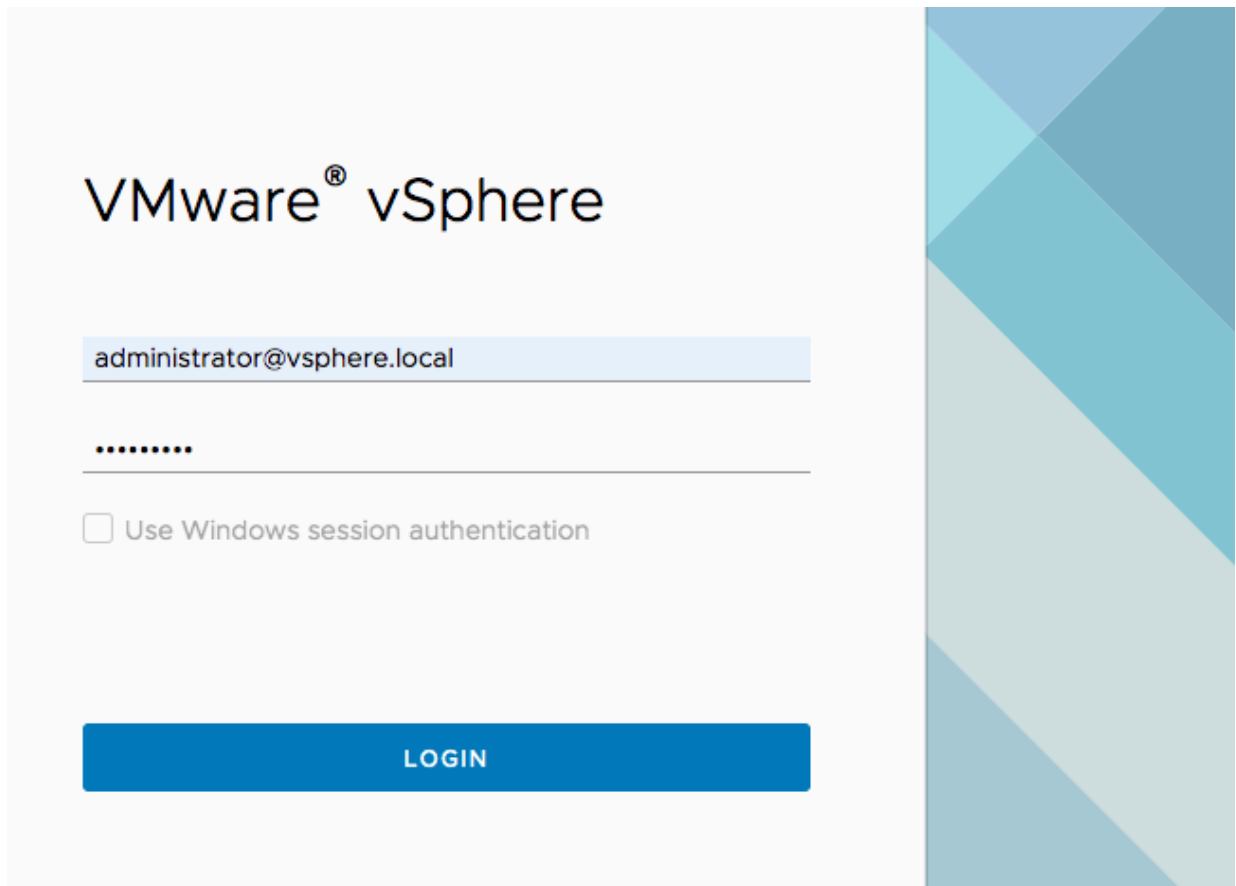 VMware® vSphere
administrator@vsphere.local
•••••••••
Use Windows session authentication
LOGIN